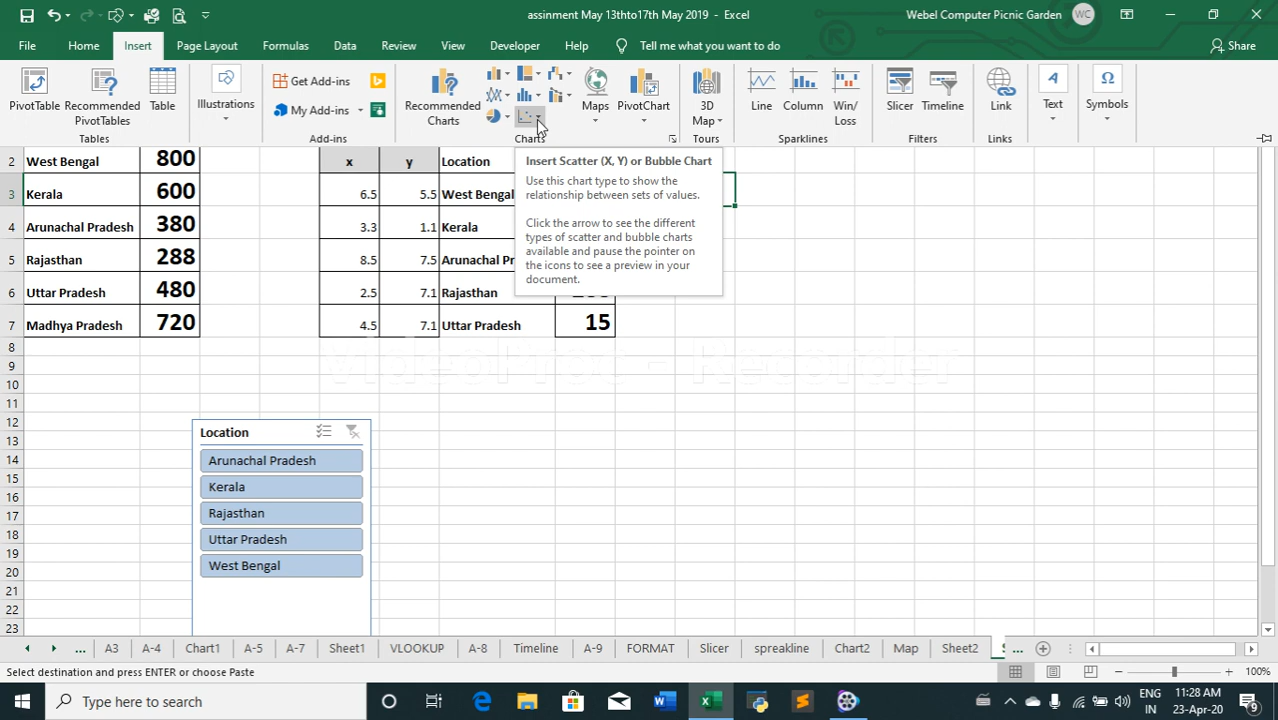 assinment May 13thto17th May 2019 - Excel
Webel Computer Picnic Garden
WC
File Home Insert Page Layout Formulas Data Review View Developer Help Tell me what you want to do
Share
PivotTable
Recommended PivotTables
Table
Illustrations
Get Add-ins
My Add-ins
Recommended Charts
Maps
PivotChart
3D Map
Line
Column
Win/Loss
Slicer
Timeline
Link
Text
Symbols
Tables Add-ins Charts Tours Sparklines Filters Links
Insert Scatter (X, Y) or Bubble Chart
Use this chart type to show the
relationship between sets of values.
Click the arrow to see the different
types of scatter and bubble charts
available and pause the pointer on
the icons to see a preview in your
document.
2 West Bengal 800 x y Location
3 Kerala 600 6.5 5.5 West Bengal
4 Arunachal Pradesh 380 3.3 1.1 Kerala
5 Rajasthan 288 8.5 7.5 Arunachal Pr
6 Uttar Pradesh 480 2.5 7.1 Rajasthan
7 Madhya Pradesh 720 4.5 7.1 Uttar Pradesh 15
8
9
10
11
12
13
14
15
16
17
18
19
20
21
22
23
VideoProc - Recorder
Location
Arunachal Pradesh
Kerala
Rajasthan
Uttar Pradesh
West Bengal
... A3 A-4 Chart1 A-5 A-7 Sheet1 VLOOKUP A-8 Timeline A-9 FORMAT Slicer spreakline Chart2 Map Sheet2 S ...
Select destination and press ENTER or choose Paste
100%
Type here to search
ENG
IN
11:28 AM
23-Apr-20
9